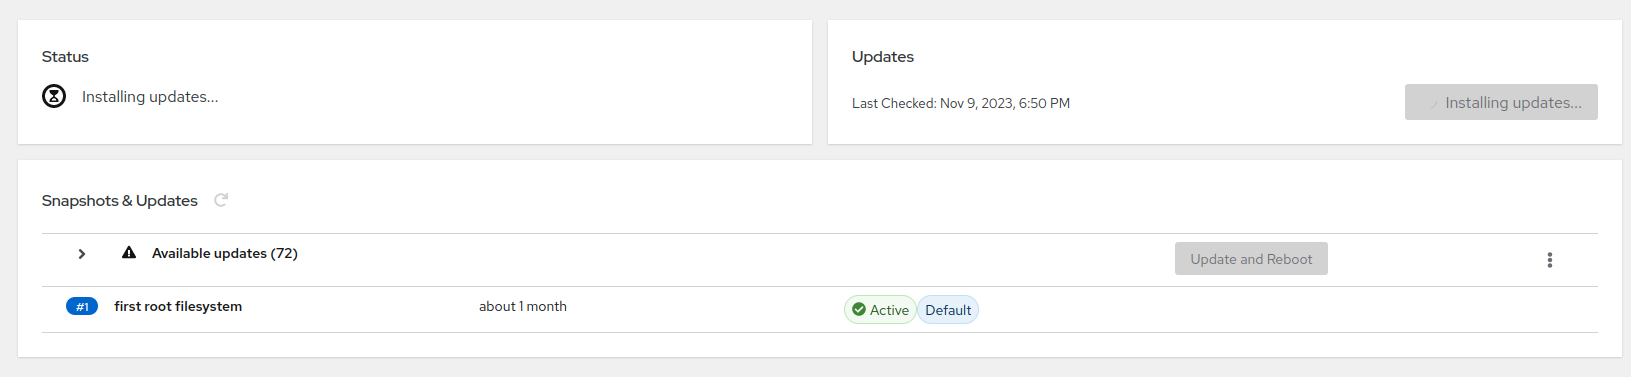 Status
Installing updates...
Updates
Last Checked: Nov 9, 2023, 6:50 PM
Installing updates...
Snapshots & Updates
Available updates (72)
Update and Reboot
#1 first root filesystem about 1 month Active Default